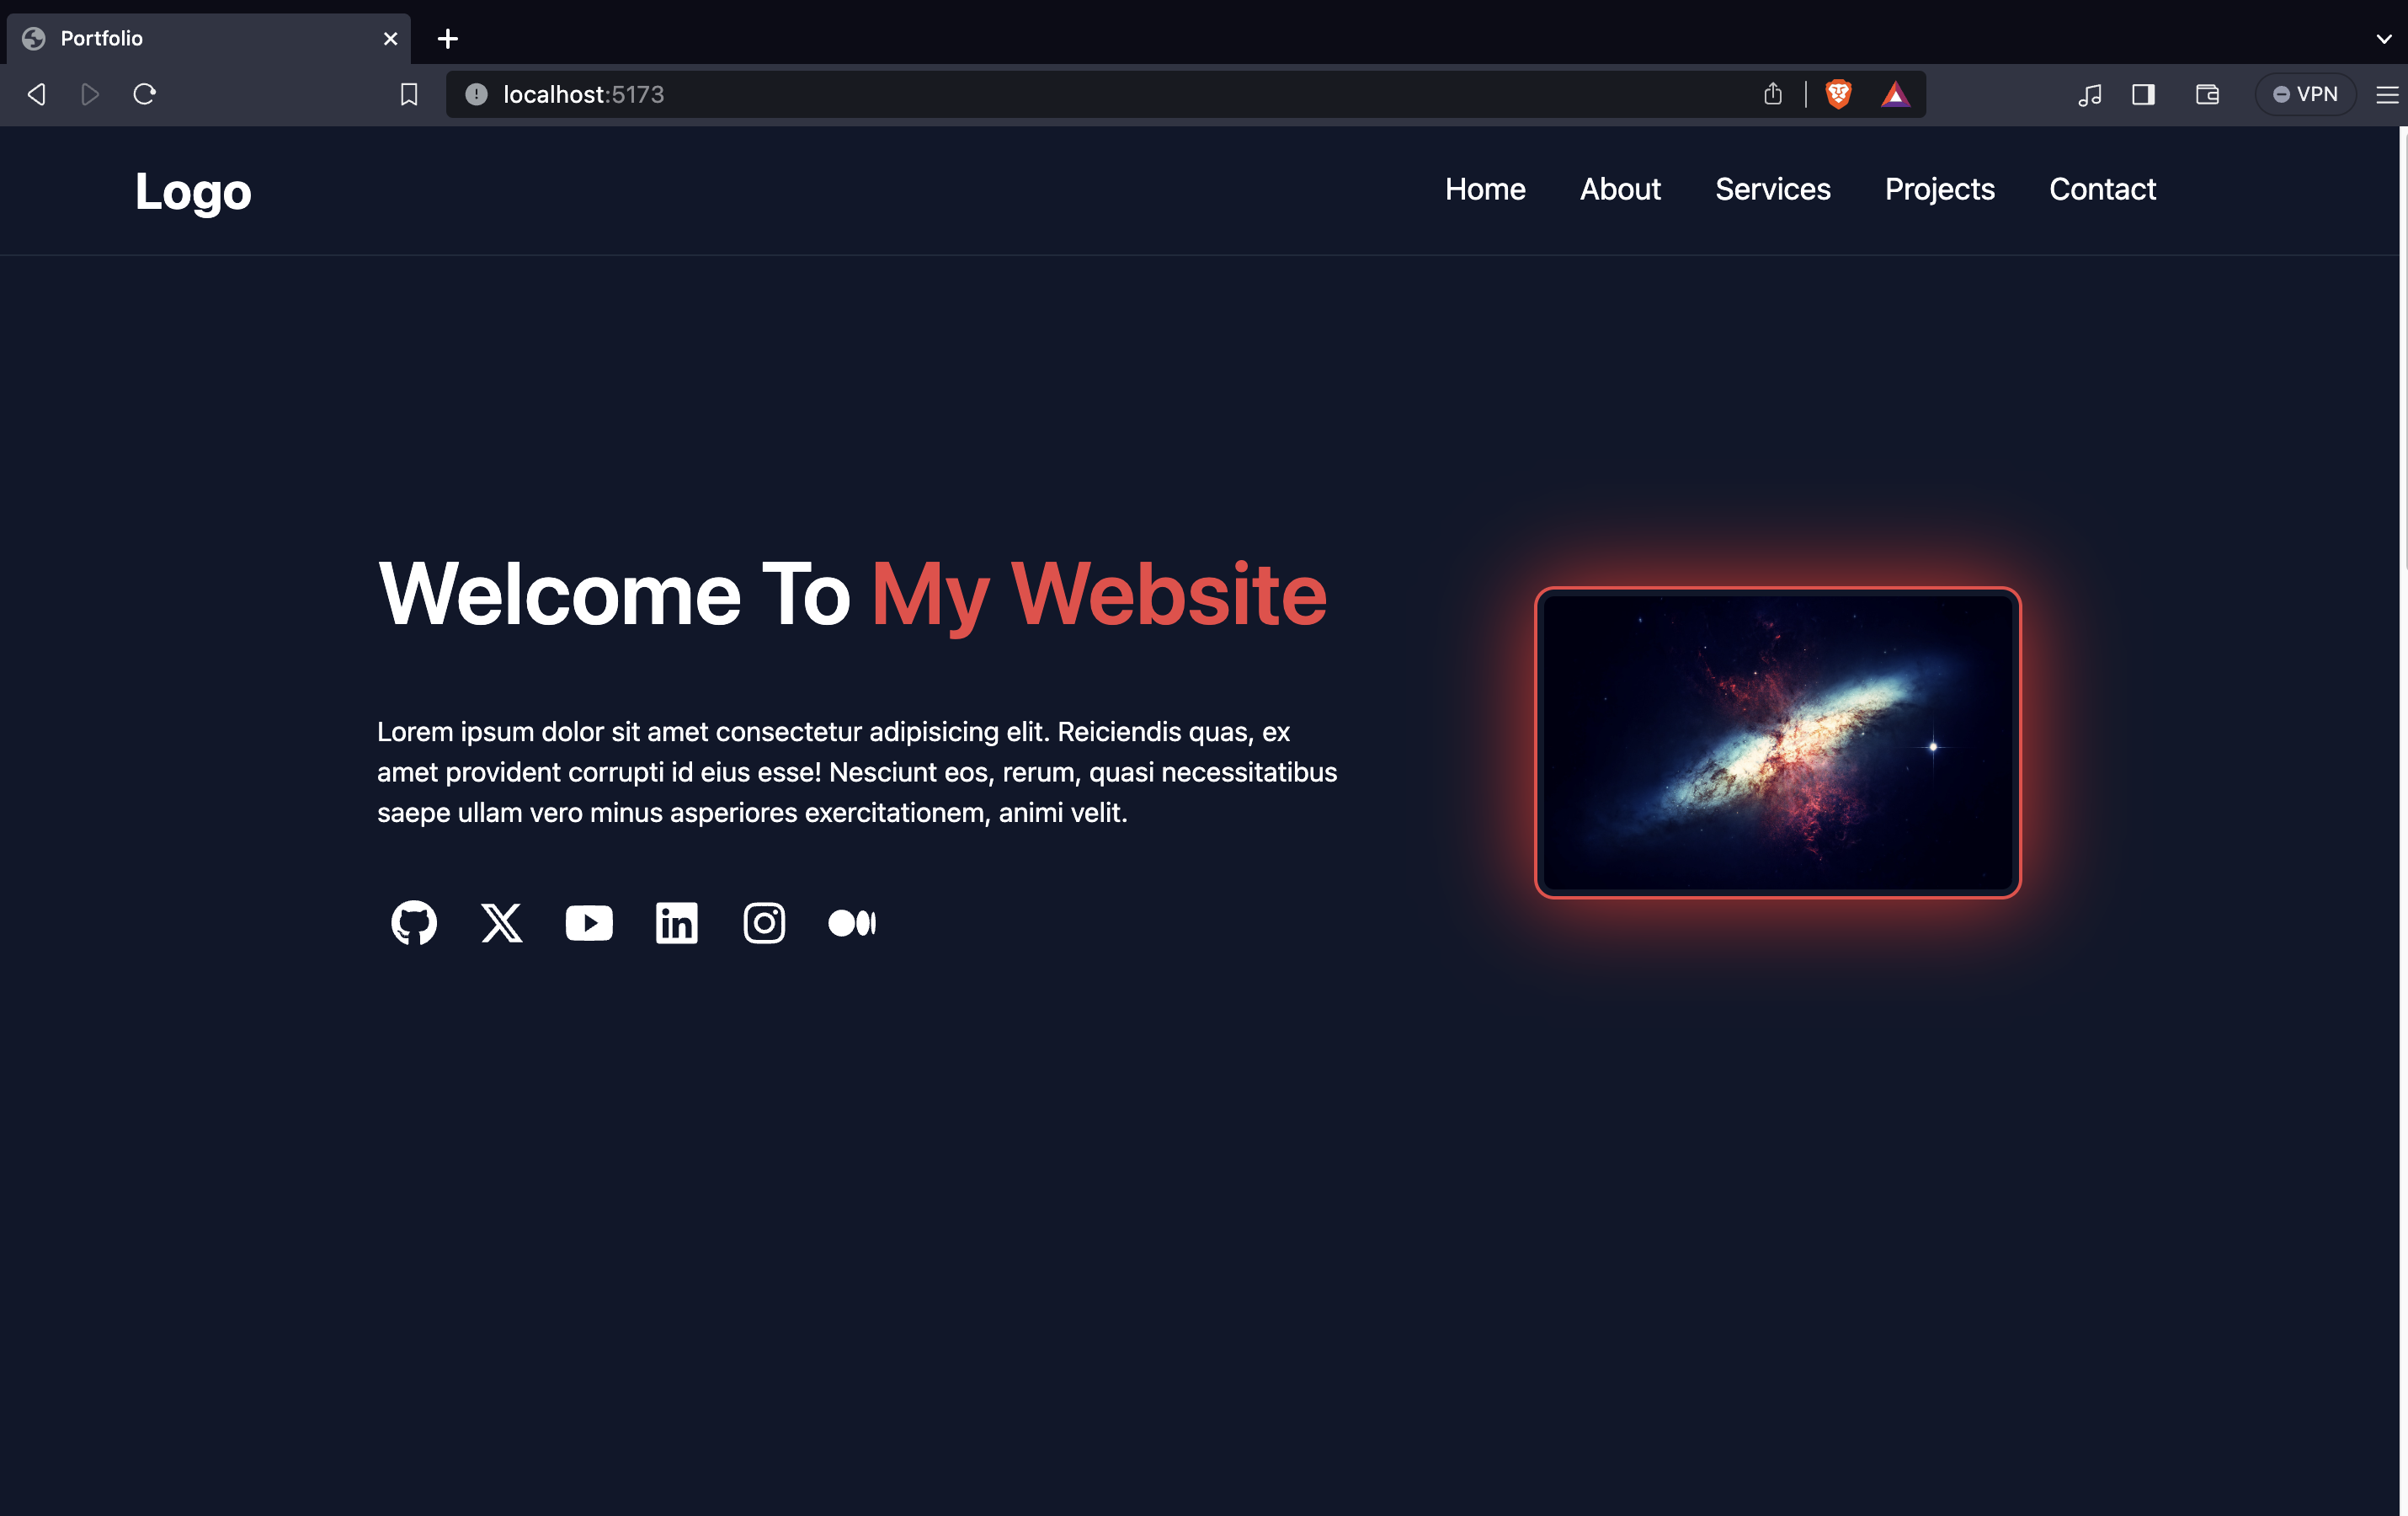 Portfolio
localhost:5173
VPN
Logo
Home About Services Projects Contact
Welcome To My Website
Lorem ipsum dolor sit amet consectetur adipisicing elit. Reiciendis quas, ex
amet provident corrupti id eius esse! Nesciunt eos, rerum, quasi necessitatibus
saepe ullam vero minus asperiores exercitationem, animi velit.